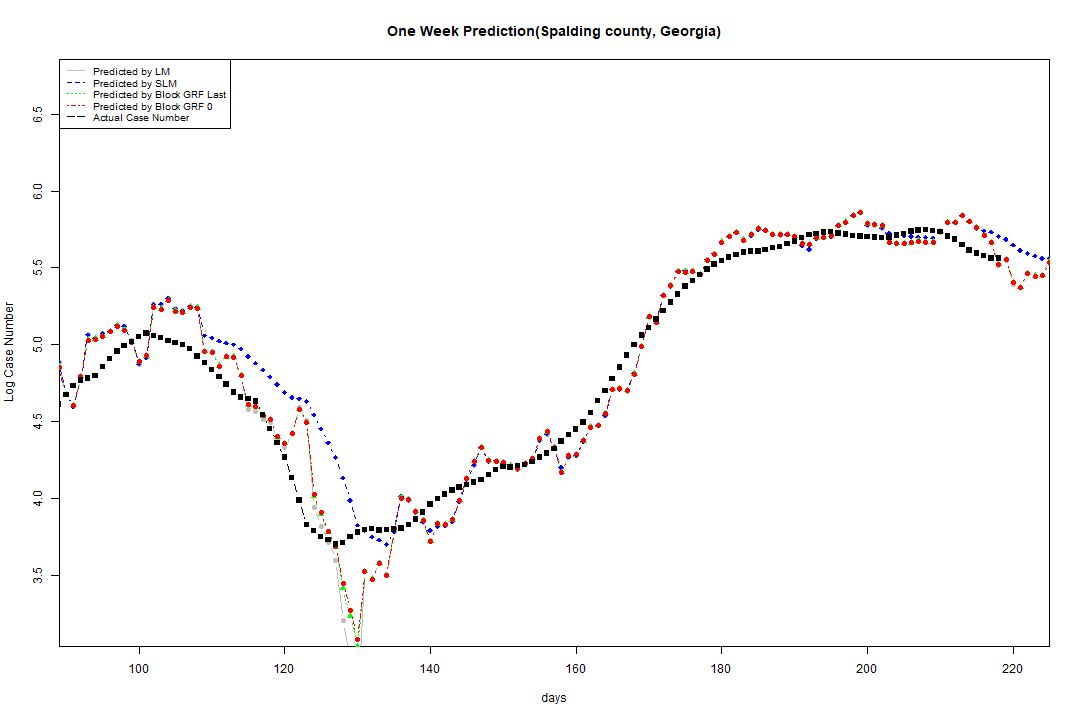 One Week Prediction(Spalding county, Georgia)
Predicted by LM
Predicted by SLM
Predicted by Block GRF Last
Predicted by Block GRF 0
Actual Case Number
6.5
6.0
5.5
5.0
4.5
4.0
3.5
Log Case Number
100 120 140 160 180 200 220
days